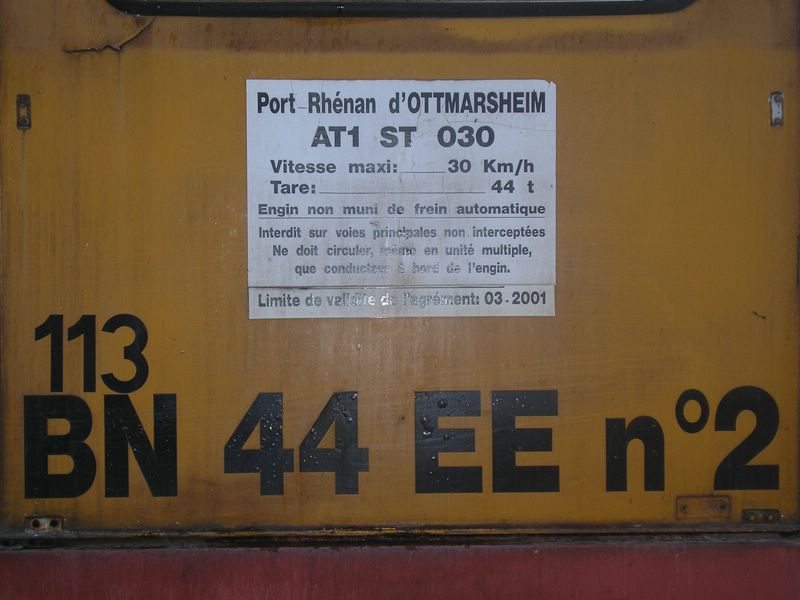 Port Rhénan d'OTTMARSHEIM
AT1 ST 030
Vitesse maxi: 30 Km/h
Tare: 44 t
Engin non muni de frein automatique
Interdit sur voies principales non interceptées
Ne doit circuler, même en unité multiple,
que conducteur à bord de l'engin.
Limite de validité de l'agrément: 03.2001
113
BN 44 EE n°2